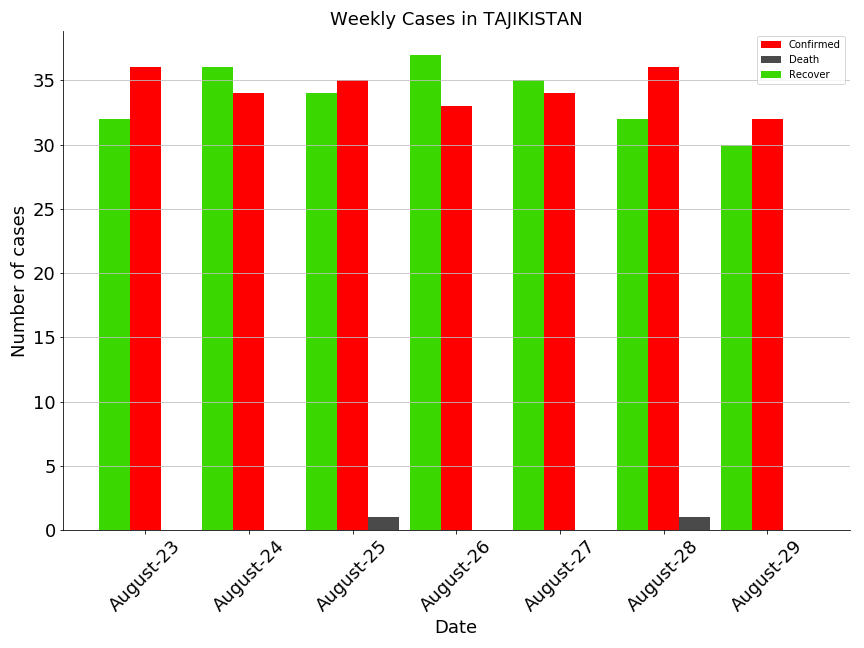 Weekly Cases in TAJIKISTAN
Confirmed
Death
Recover
Number of cases
35
30
25
20
15
10
5
0
August-23
August-24
August-25
August-26
August-27
August-28
August-29
Date